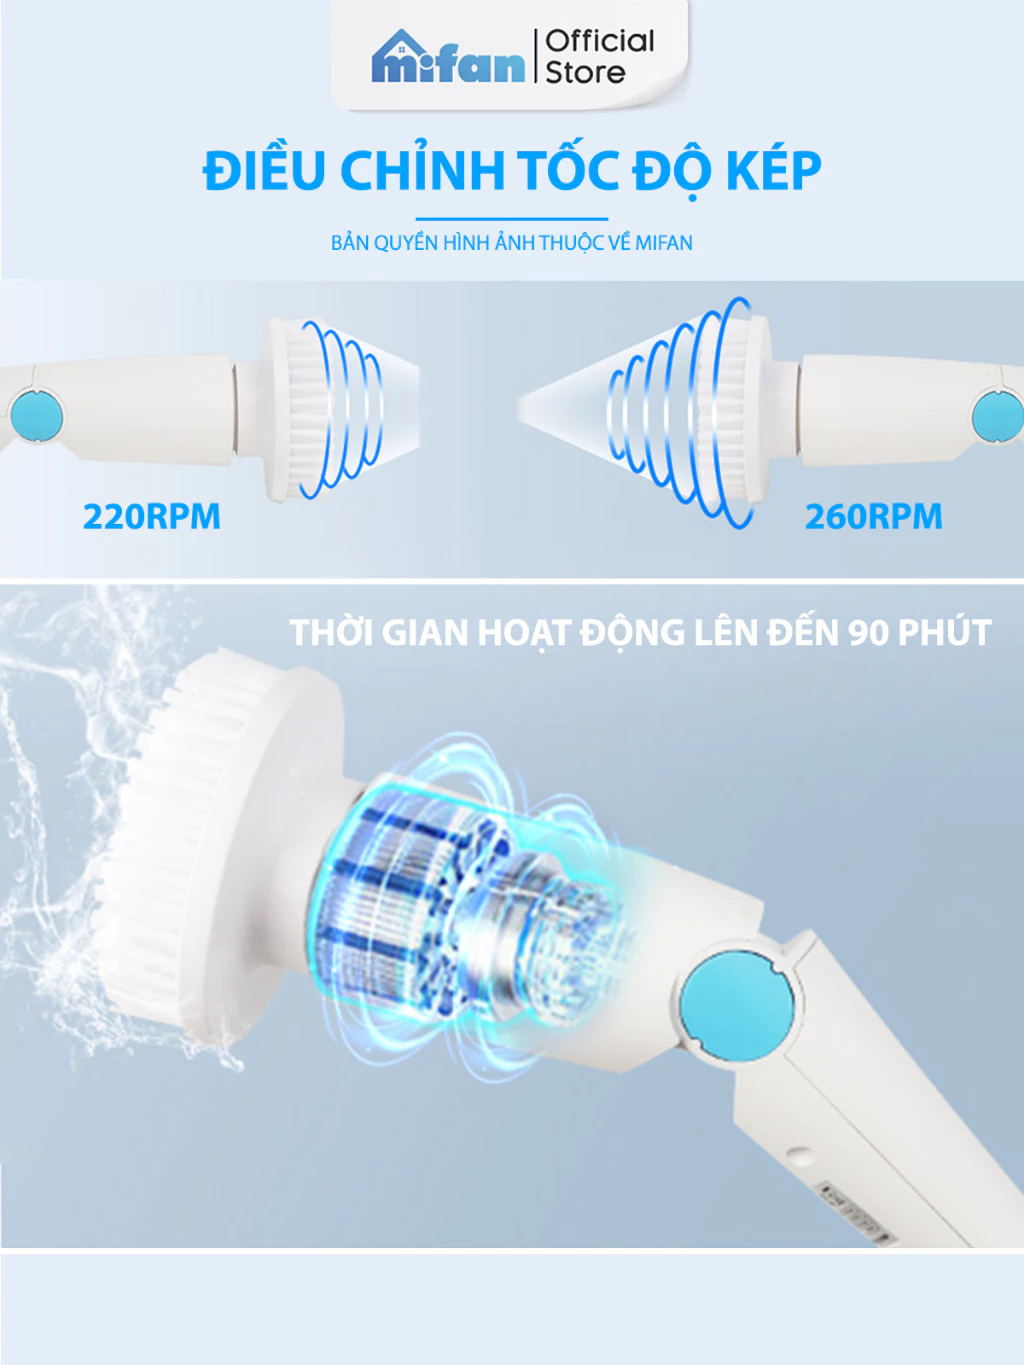 mifan
Official
Store
ĐIỀU CHỈNH TỐC ĐỘ KÉP
BẢN QUYỀN HÌNH ẢNH THUỘC VỀ MIFAN
220RPM
260RPM
THỜI GIAN HOẠT ĐỘNG LÊN ĐẾN 90 PHÚT